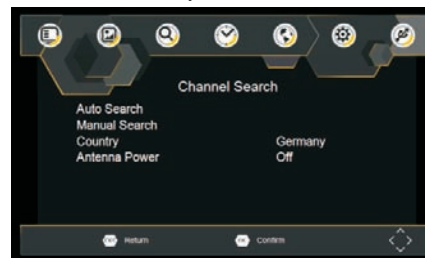 Channel Search
Auto Search
Manual Search
Country Germany
Antenna Power Off
Return Confirm